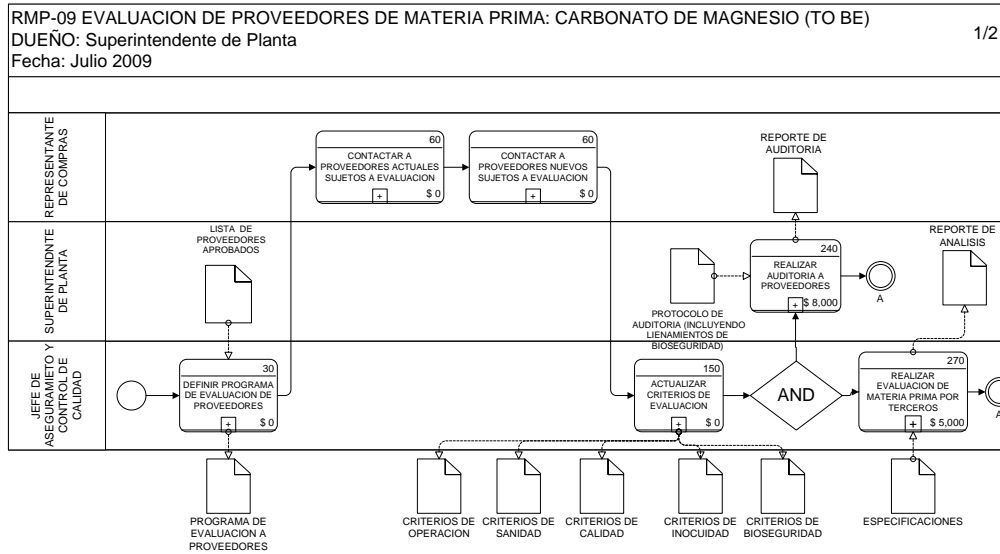 RMP-09 EVALUACION DE PROVEEDORES DE MATERIA PRIMA: CARBONATO DE MAGNESIO (TO BE)
1/2
DUEÑO: Superintendente de Planta
Fecha: Julio 2009
REPRESENTANTE
DE COMPRAS
60
CONTACTAR A
PROVEEDORES ACTUALES
SUJETOS A EVALUACION
+
$ 0
60
CONTACTAR A
PROVEEDORES NUEVOS
SUJETOS A EVALUACION
+
$ 0
REPORTE DE
AUDITORIA
SUPERINTENDNTE
DE PLANTA
LISTA DE
PROVEEDORES
APROBADOS
PROTOCOLO DE
AUDITORIA (INCLUYENDO
LIENAMIENTOS DE
BIOSEGURIDAD)
240
REALIZAR
AUDITORIA A
PROVEEDORES
+
$ 8,000
A
REPORTE DE
ANALISIS
JEFE DE
ASEGURAMIETO Y
CONTROL DE
CALIDAD
30
DEFINIR PROGRAMA
DE EVALUACION DE
PROVEEDORES
+
$ 0
150
ACTUALIZAR
CRITERIOS DE
EVALUACION
+
$ 0
AND
270
REALIZAR
EVALUACION DE
MATERIA PRIMA POR
TERCEROS
+
$ 5,000
A
PROGRAMA DE
EVALUACION A
PROVEEDORES
CRITERIOS DE
OPERACION
CRITERIOS DE
SANIDAD
CRITERIOS DE
CALIDAD
CRITERIOS DE
INOCUIDAD
CRITERIOS DE
BIOSEGURIDAD
ESPECIFICACIONES